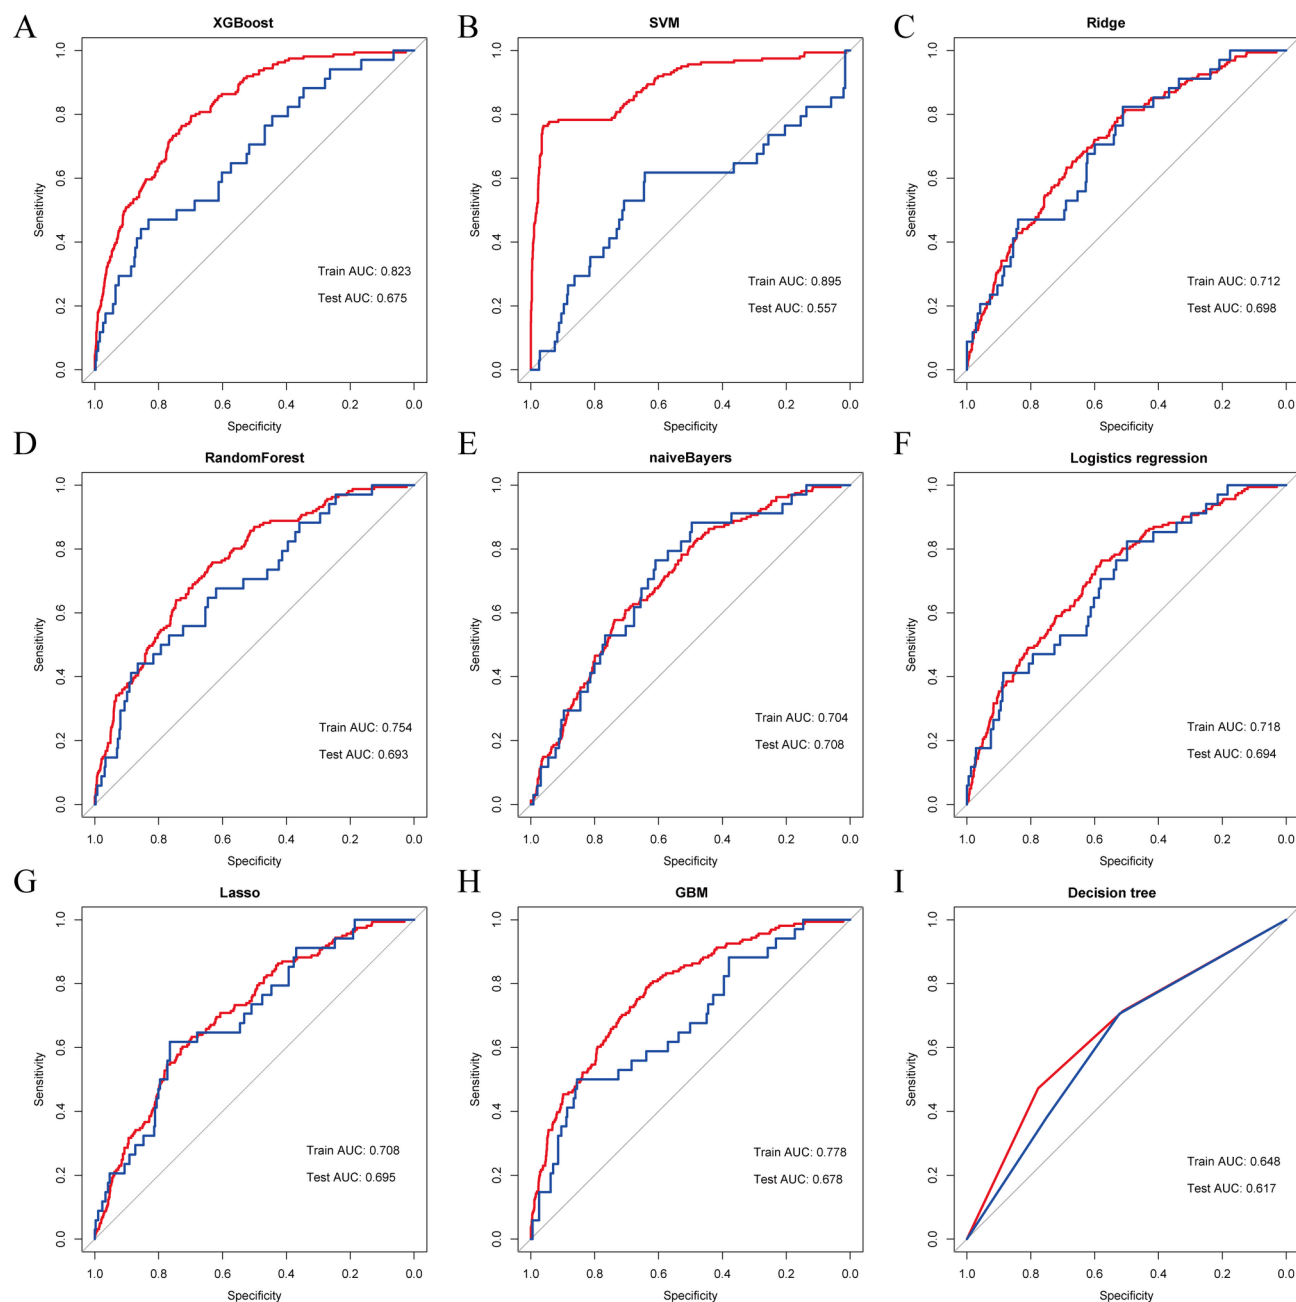 A
XGBoost
1.0
0.8
0.6
0.4
0.2
0.0
Sensitivity
Train AUC: 0.823
Test AUC: 0.675
1.0 0.8 0.6 0.4 0.2 0.0
Specificity
B
SVM
1.0
0.8
0.6
0.4
0.2
0.0
Sensitivity
Train AUC: 0.895
Test AUC: 0.557
1.0 0.8 0.6 0.4 0.2 0.0
Specificity
C
Ridge
1.0
0.8
0.6
0.4
0.2
0.0
Sensitivity
Train AUC: 0.712
Test AUC: 0.698
1.0 0.8 0.6 0.4 0.2 0.0
Specificity
D
RandomForest
1.0
0.8
0.6
0.4
0.2
0.0
Sensitivity
Train AUC: 0.754
Test AUC: 0.693
1.0 0.8 0.6 0.4 0.2 0.0
Specificity
E
naiveBayers
1.0
0.8
0.6
0.4
0.2
0.0
Sensitivity
Train AUC: 0.704
Test AUC: 0.708
1.0 0.8 0.6 0.4 0.2 0.0
Specificity
F
Logistics regression
1.0
0.8
0.6
0.4
0.2
0.0
Sensitivity
Train AUC: 0.718
Test AUC: 0.694
1.0 0.8 0.6 0.4 0.2 0.0
Specificity
G
Lasso
1.0
0.8
0.6
0.4
0.2
0.0
Sensitivity
Train AUC: 0.708
Test AUC: 0.695
1.0 0.8 0.6 0.4 0.2 0.0
Specificity
H
GBM
1.0
0.8
0.6
0.4
0.2
0.0
Sensitivity
Train AUC: 0.778
Test AUC: 0.678
1.0 0.8 0.6 0.4 0.2 0.0
Specificity
I
Decision tree
1.0
0.8
0.6
0.4
0.2
0.0
Sensitivity
Train AUC: 0.648
Test AUC: 0.617
1.0 0.8 0.6 0.4 0.2 0.0
Specificity